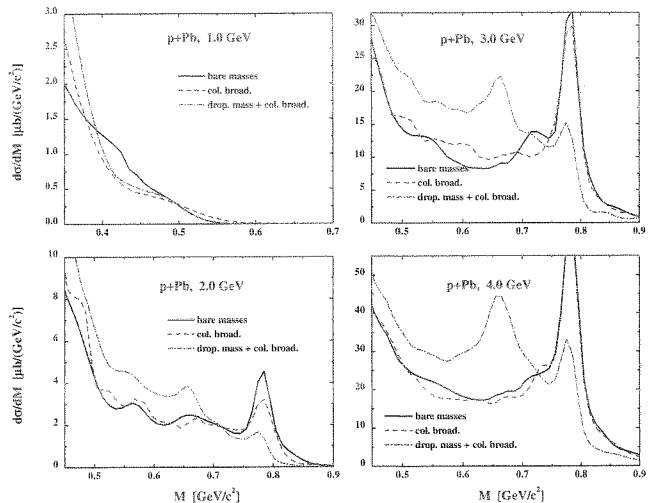 p+Pb, 1.0 GeV
bare masses
col. broad.
drop. mass + col. broad.
dσ/dM [μb/(GeV/c²)]
3.0
2.5
2.0
1.5
1.0
0.5
0.0
0.4 0.5 0.6 0.7
p+Pb, 3.0 GeV
bare masses
col. broad.
drop. mass + col. broad.
30
25
20
15
10
5
0
0.5 0.6 0.7 0.8 0.9
p+Pb, 2.0 GeV
bare masses
col. broad.
drop. mass + col. broad.
dσ/dM [μb/(GeV/c²)]
10
8
6
4
2
0
0.5 0.6 0.7 0.8 0.9
M [GeV/c²]
p+Pb, 4.0 GeV
bare masses
col. broad.
drop. mass + col. broad.
50
40
30
20
10
0
0.5 0.6 0.7 0.8 0.9
M [GeV/c²]